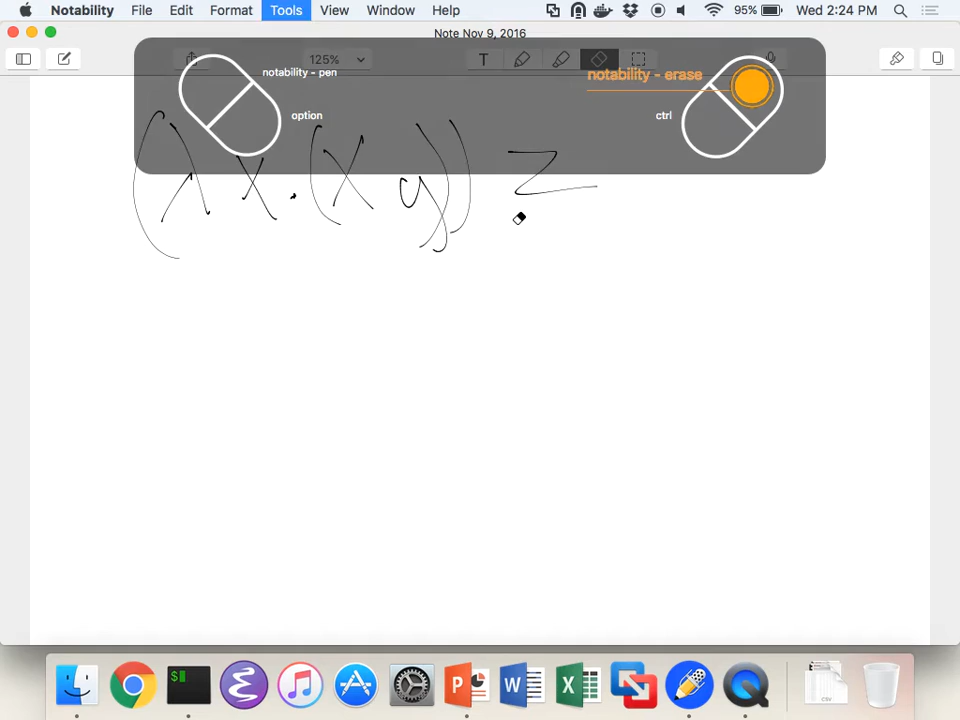 Notability File Edit Format Tools View Window Help 95% Wed 2:24 PM
Note Nov 9, 2016
125% T
notability - pen notability - erase
option ctrl
(λx.(x y)) z
$
P W X
CSV